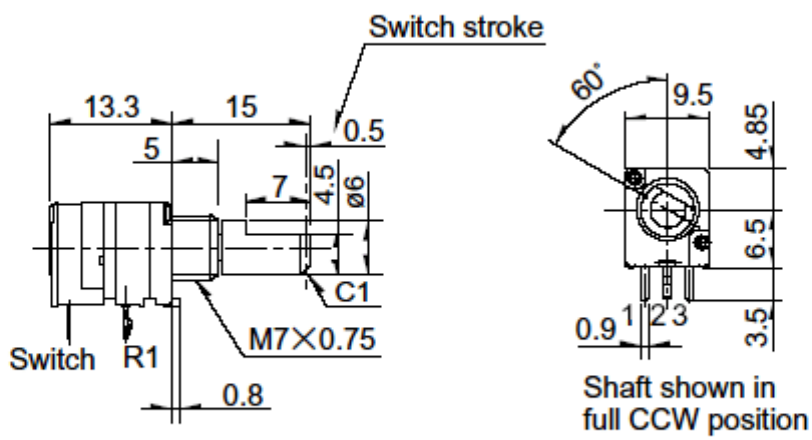 Switch stroke
13.3
15
0.5
5
7
4.5
ø6
C1
M7×0.75
Switch
R1
0.8
60°
9.5
4.85
6.5
3.5
1 2 3
0.9
Shaft shown in
full CCW position